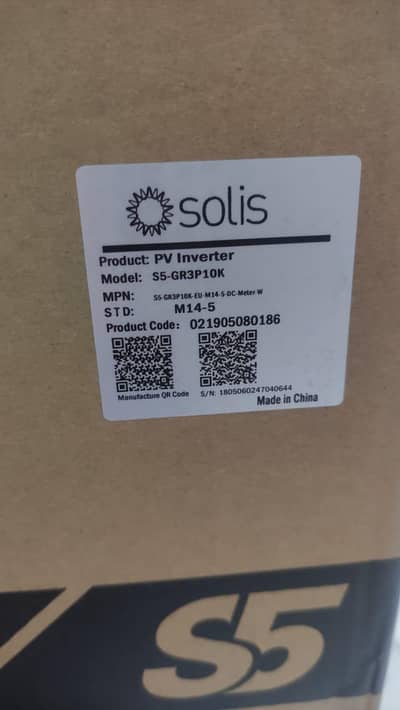 solis
Product: PV Inverter
Model: S5-GR3P10K
MPN: S5-GR3P10K-EU-M14-5-DC-Meter-W
STD: M14-5
Product Code: 021905080186
Manufacture QR Code
S/N: 1805060247040644
Made in China
S5